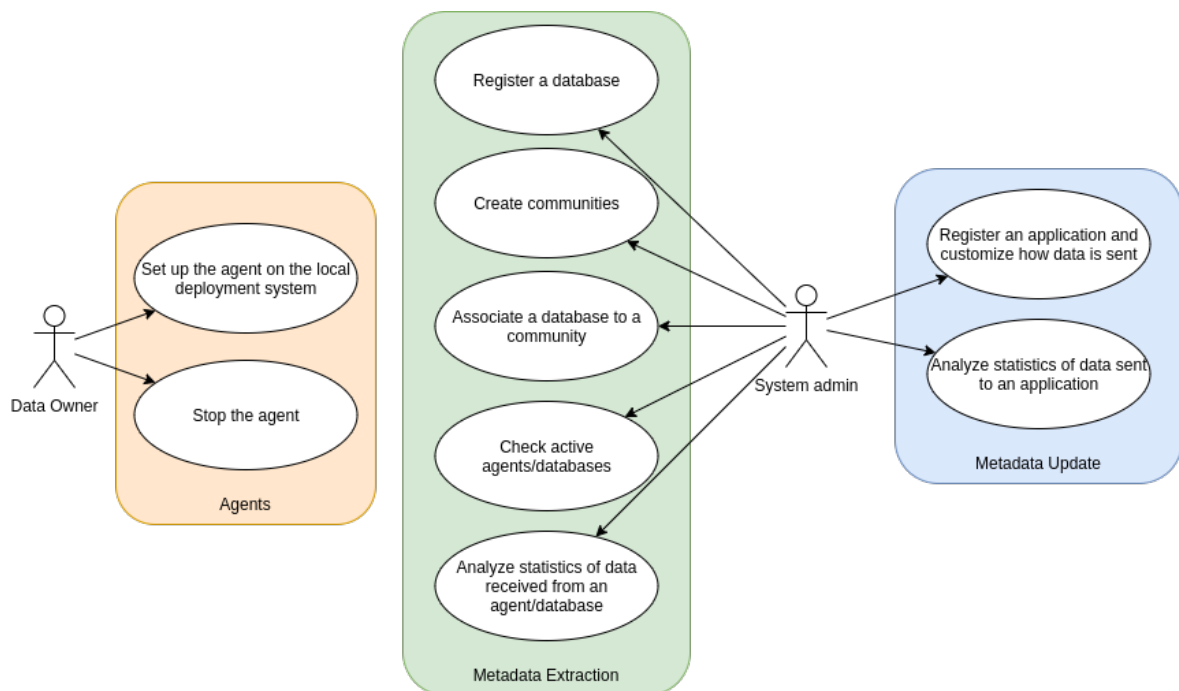 Register a database
Create communities
Associate a database to a
community
Check active
agents/databases
Analyze statistics of data
received from an
agent/database
Metadata Extraction
Set up the agent on the local
deployment system
Stop the agent
Agents
Data Owner
System admin
Register an application and
customize how data is sent
Analyze statistics of data sent
to an application
Metadata Update